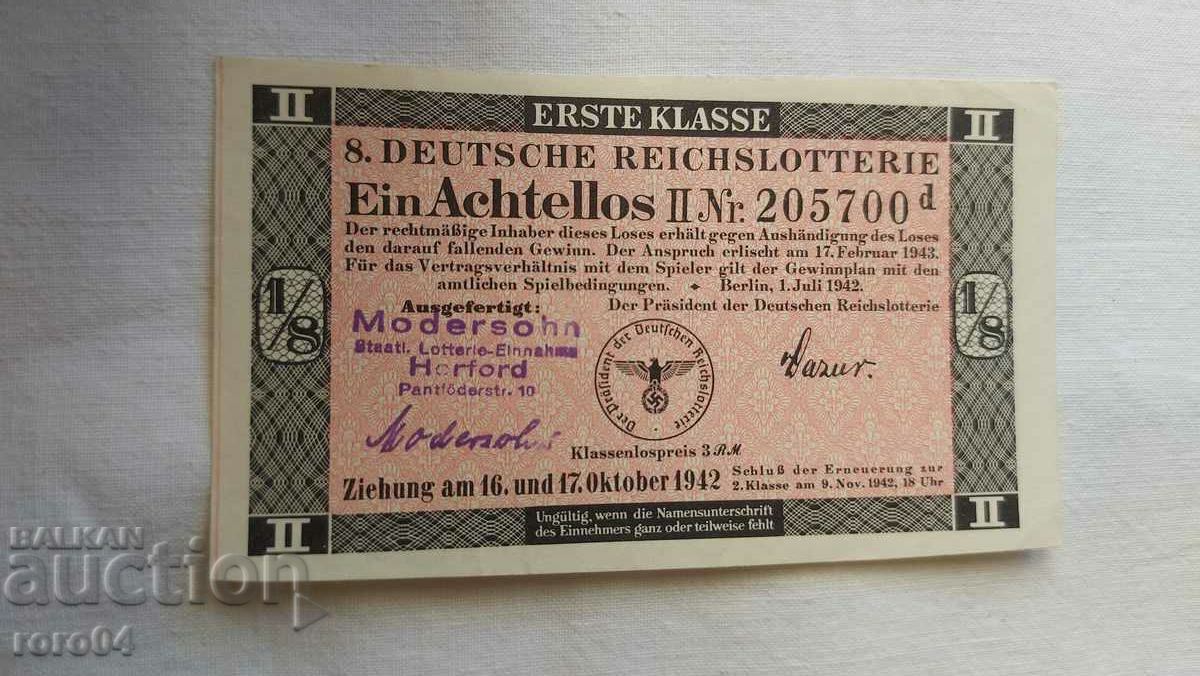 II
II
ERSTE KLASSE
8. DEUTSCHE REICHSLOTTERIE
Ein Achtellos II Nr. 205700 d
Der rechtmäßige Inhaber dieses Loses erhält gegen Aushändigung des Loses
den darauf fallenden Gewinn. Der Anspruch erlischt am 17. Februar 1943.
Für das Vertragsverhältnis mit dem Spieler gilt der Gewinnplan mit den
amtlichen Spielbedingungen. Berlin, 1. Juli 1942.
1/8
1/8
Ausgefertigt:
Der Präsident der Deutschen Reichslotterie
Modersohn
Staatl. Lotterie-Einnahme
Herford
Pantföderstr. 10
Modersohn
Der Präsident der Deutschen Reichslotterie
Klassenlospreis 3 RM
Ziehung am 16. und 17. Oktober 1942
Schluß der Erneuerung zur
2. Klasse am 9. Nov. 1942, 18 Uhr
II
II
Ungültig, wenn die Namensunterschrift
des Einnehmers ganz oder teilweise fehlt
BALKAN
auction
roro04